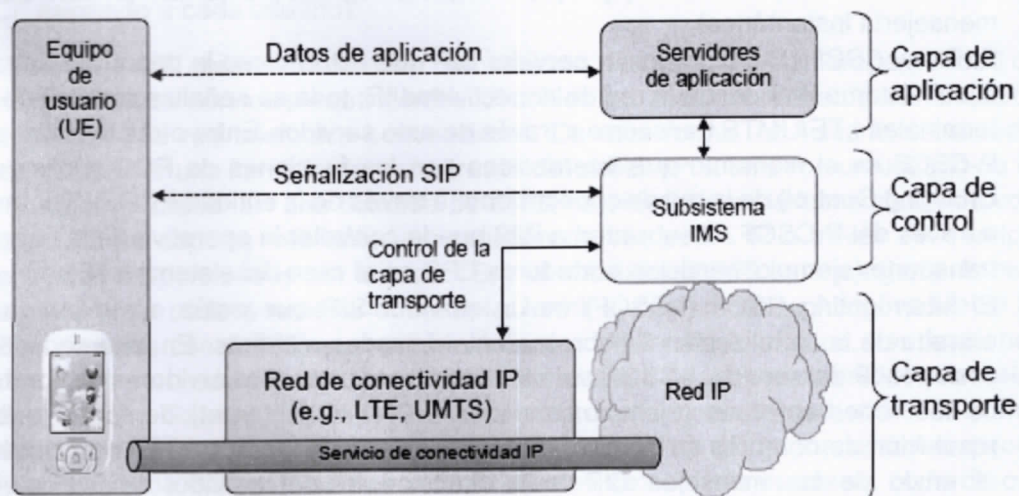 Equipo
de
usuario
(UE)
Datos de aplicación
Servidores
de aplicación
Capa de
aplicación
Señalización SIP
Control de la
capa de
transporte
Subsistema
IMS
Capa de
control
Red de conectividad IP
(e.g., LTE, UMTS)
Servicio de conectividad IP
Red IP
Capa de
transporte